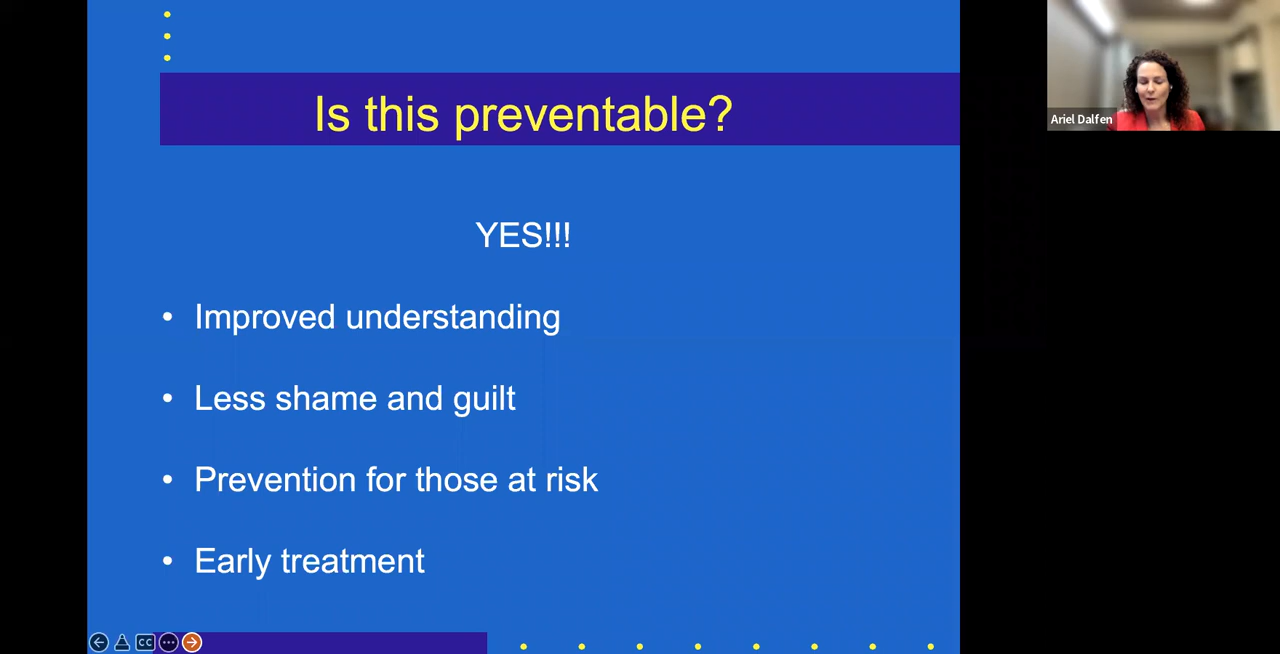 Is this preventable?
YES!!!
• Improved understanding
• Less shame and guilt
• Prevention for those at risk
• Early treatment
Ariel Dalfen
CC